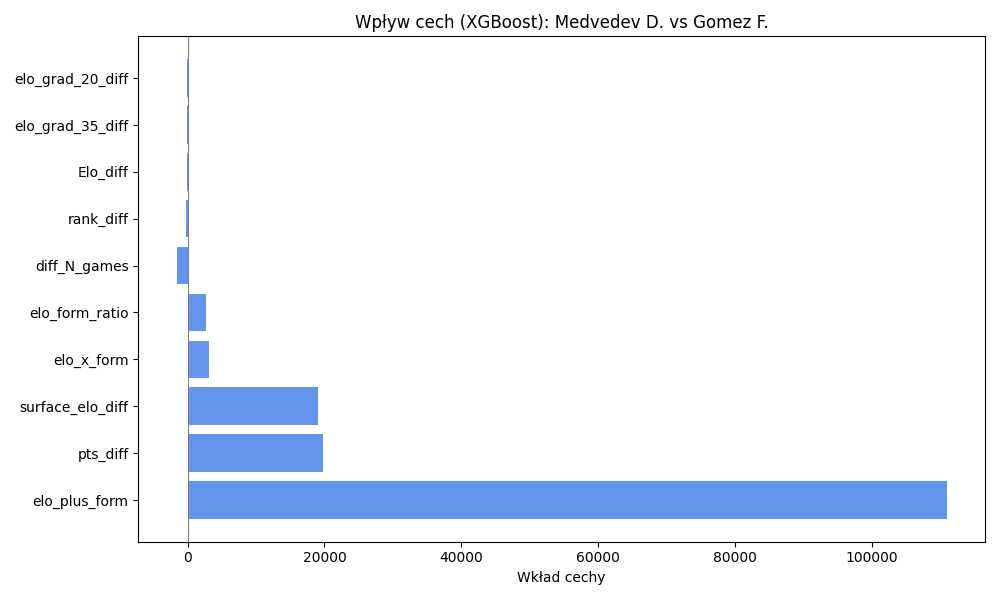 Wpływ cech (XGBoost): Medvedev D. vs Gomez F.
elo_grad_20_diff
elo_grad_35_diff
Elo_diff
rank_diff
diff_N_games
elo_form_ratio
elo_x_form
surface_elo_diff
pts_diff
elo_plus_form
0 20000 40000 60000 80000 100000
Wkład cechy